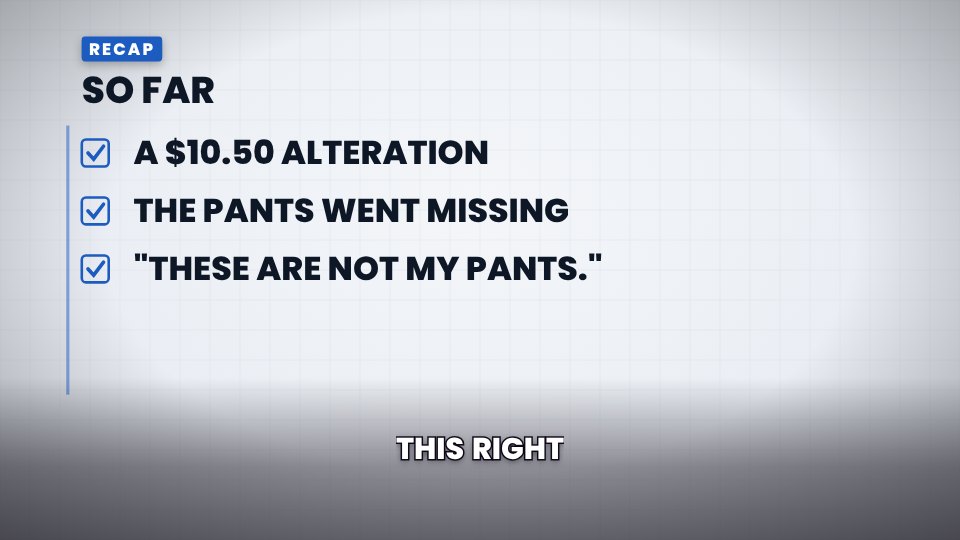 RECAP
SO FAR
A $10.50 ALTERATION
THE PANTS WENT MISSING
"THESE ARE NOT MY PANTS."
THIS RIGHT